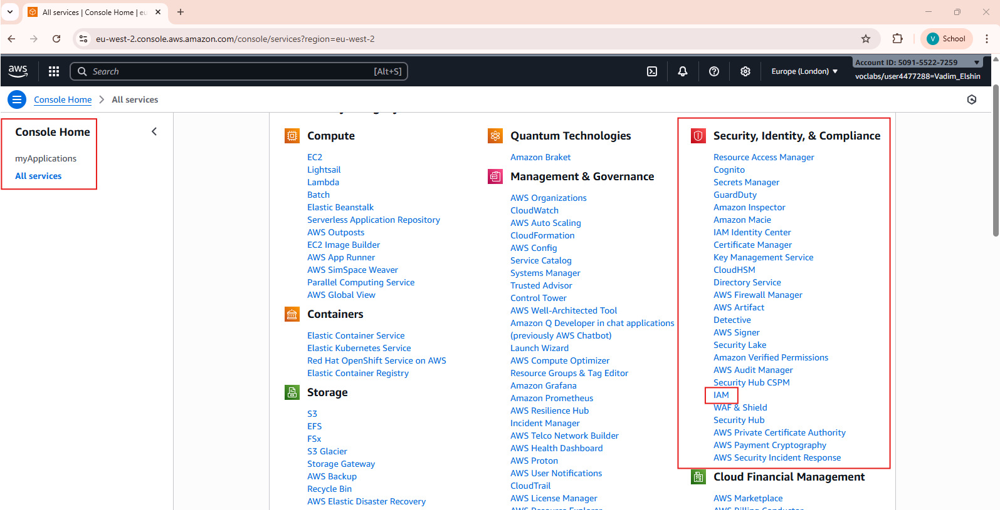 All services | Console Home | eu
School
eu-west-2.console.aws.amazon.com/console/services?region=eu-west-2
V
aws
Search
[Alt+S]
Europe (London)
Account ID: 5091-5522-7259
voclabs/user4477288=Vadim_Elshin
Console Home
All services
Console Home
myApplications
All services
Compute
EC2
Lightsail
Lambda
Batch
Elastic Beanstalk
Serverless Application Repository
AWS Outposts
EC2 Image Builder
AWS App Runner
AWS SimSpace Weaver
Parallel Computing Service
AWS Global View
Containers
Elastic Container Service
Elastic Kubernetes Service
Red Hat OpenShift Service on AWS
Elastic Container Registry
Storage
S3
EFS
FSx
S3 Glacier
Storage Gateway
AWS Backup
Recycle Bin
AWS Elastic Disaster Recovery
Quantum Technologies
Amazon Braket
Management & Governance
AWS Organizations
CloudWatch
AWS Auto Scaling
CloudFormation
AWS Config
Service Catalog
Systems Manager
Trusted Advisor
Control Tower
AWS Well-Architected Tool
Amazon Q Developer in chat applications
(previously AWS Chatbot)
Launch Wizard
AWS Compute Optimizer
Resource Groups & Tag Editor
Amazon Grafana
Amazon Prometheus
AWS Resilience Hub
Incident Manager
AWS Telco Network Builder
AWS Health Dashboard
AWS Proton
AWS User Notifications
CloudTrail
AWS License Manager
AWS Resource Explorer
Security, Identity, & Compliance
Resource Access Manager
Cognito
Secrets Manager
GuardDuty
Amazon Inspector
Amazon Macie
IAM Identity Center
Certificate Manager
Key Management Service
CloudHSM
Directory Service
AWS Firewall Manager
AWS Artifact
Detective
AWS Signer
Security Lake
Amazon Verified Permissions
AWS Audit Manager
Security Hub CSPM
IAM
WAF & Shield
Security Hub
AWS Private Certificate Authority
AWS Payment Cryptography
AWS Security Incident Response
Cloud Financial Management
AWS Marketplace
AWS Billing Conductor